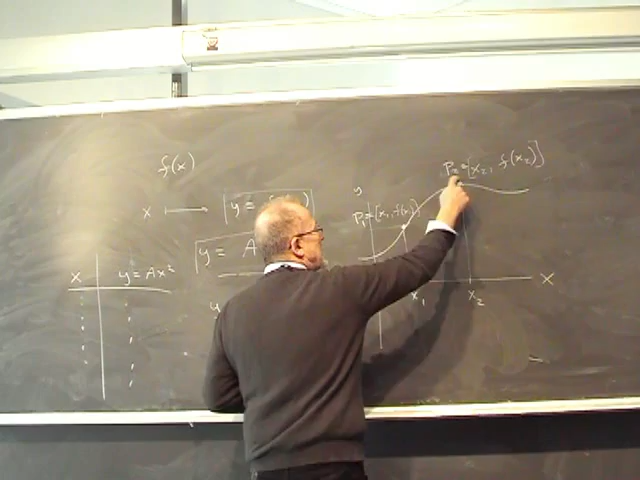 f(x)
x ⟼ y =
y = A
x | y = Ax²
y
y
P₁=[x₁, f(x₁)]
P₂=[x₂, f(x₂)]
x₁ x₂ x